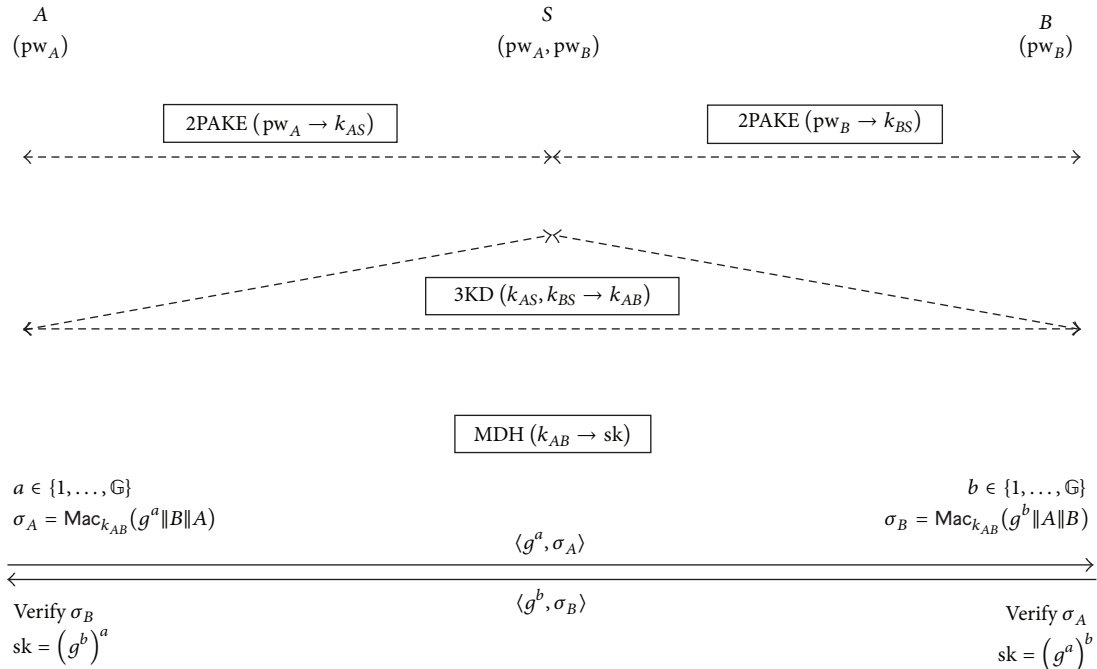 A
S
B
(pw_A)
(pw_A, pw_B)
(pw_B)
2PAKE (pw_A → k_AS)
2PAKE (pw_B → k_BS)
3KD (k_AS, k_BS → k_AB)
MDH (k_AB → sk)
a ∈ {1, . . . , 𝔾}
b ∈ {1, . . . , 𝔾}
σ_A = Mac_{k_AB}(g^a‖B‖A)
σ_B = Mac_{k_AB}(g^b‖A‖B)
⟨g^a, σ_A⟩
⟨g^b, σ_B⟩
Verify σ_B
Verify σ_A
sk = (g^b)^a
sk = (g^a)^b